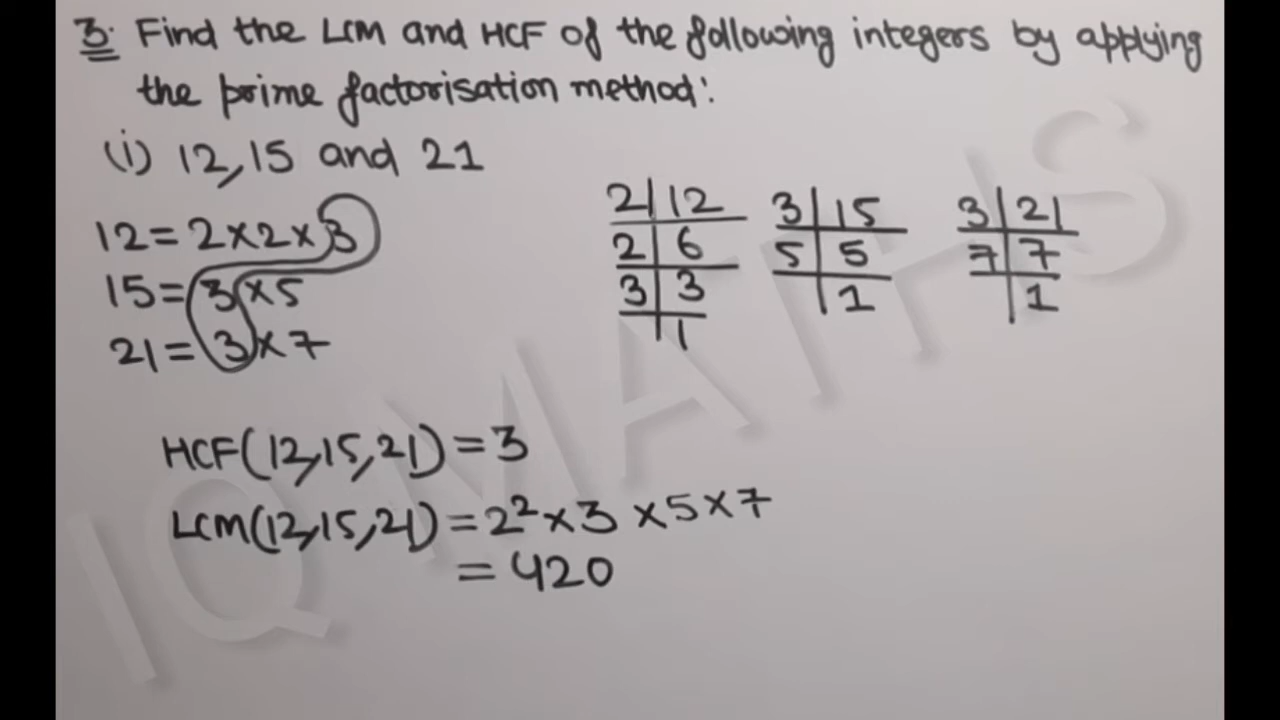 3. Find the LCM and HCF of the following integers by applying
the prime factorisation method:
(i) 12, 15 and 21
12 = 2×2×3
15 = 3×5
21 = 3×7
2 | 12
2 | 6
3 | 3
1
3 | 15
5 | 5
1
3 | 21
7 | 7
1
HCF(12,15,21) = 3
LCM(12,15,21) = 2²×3×5×7
= 420
IQ MATHS